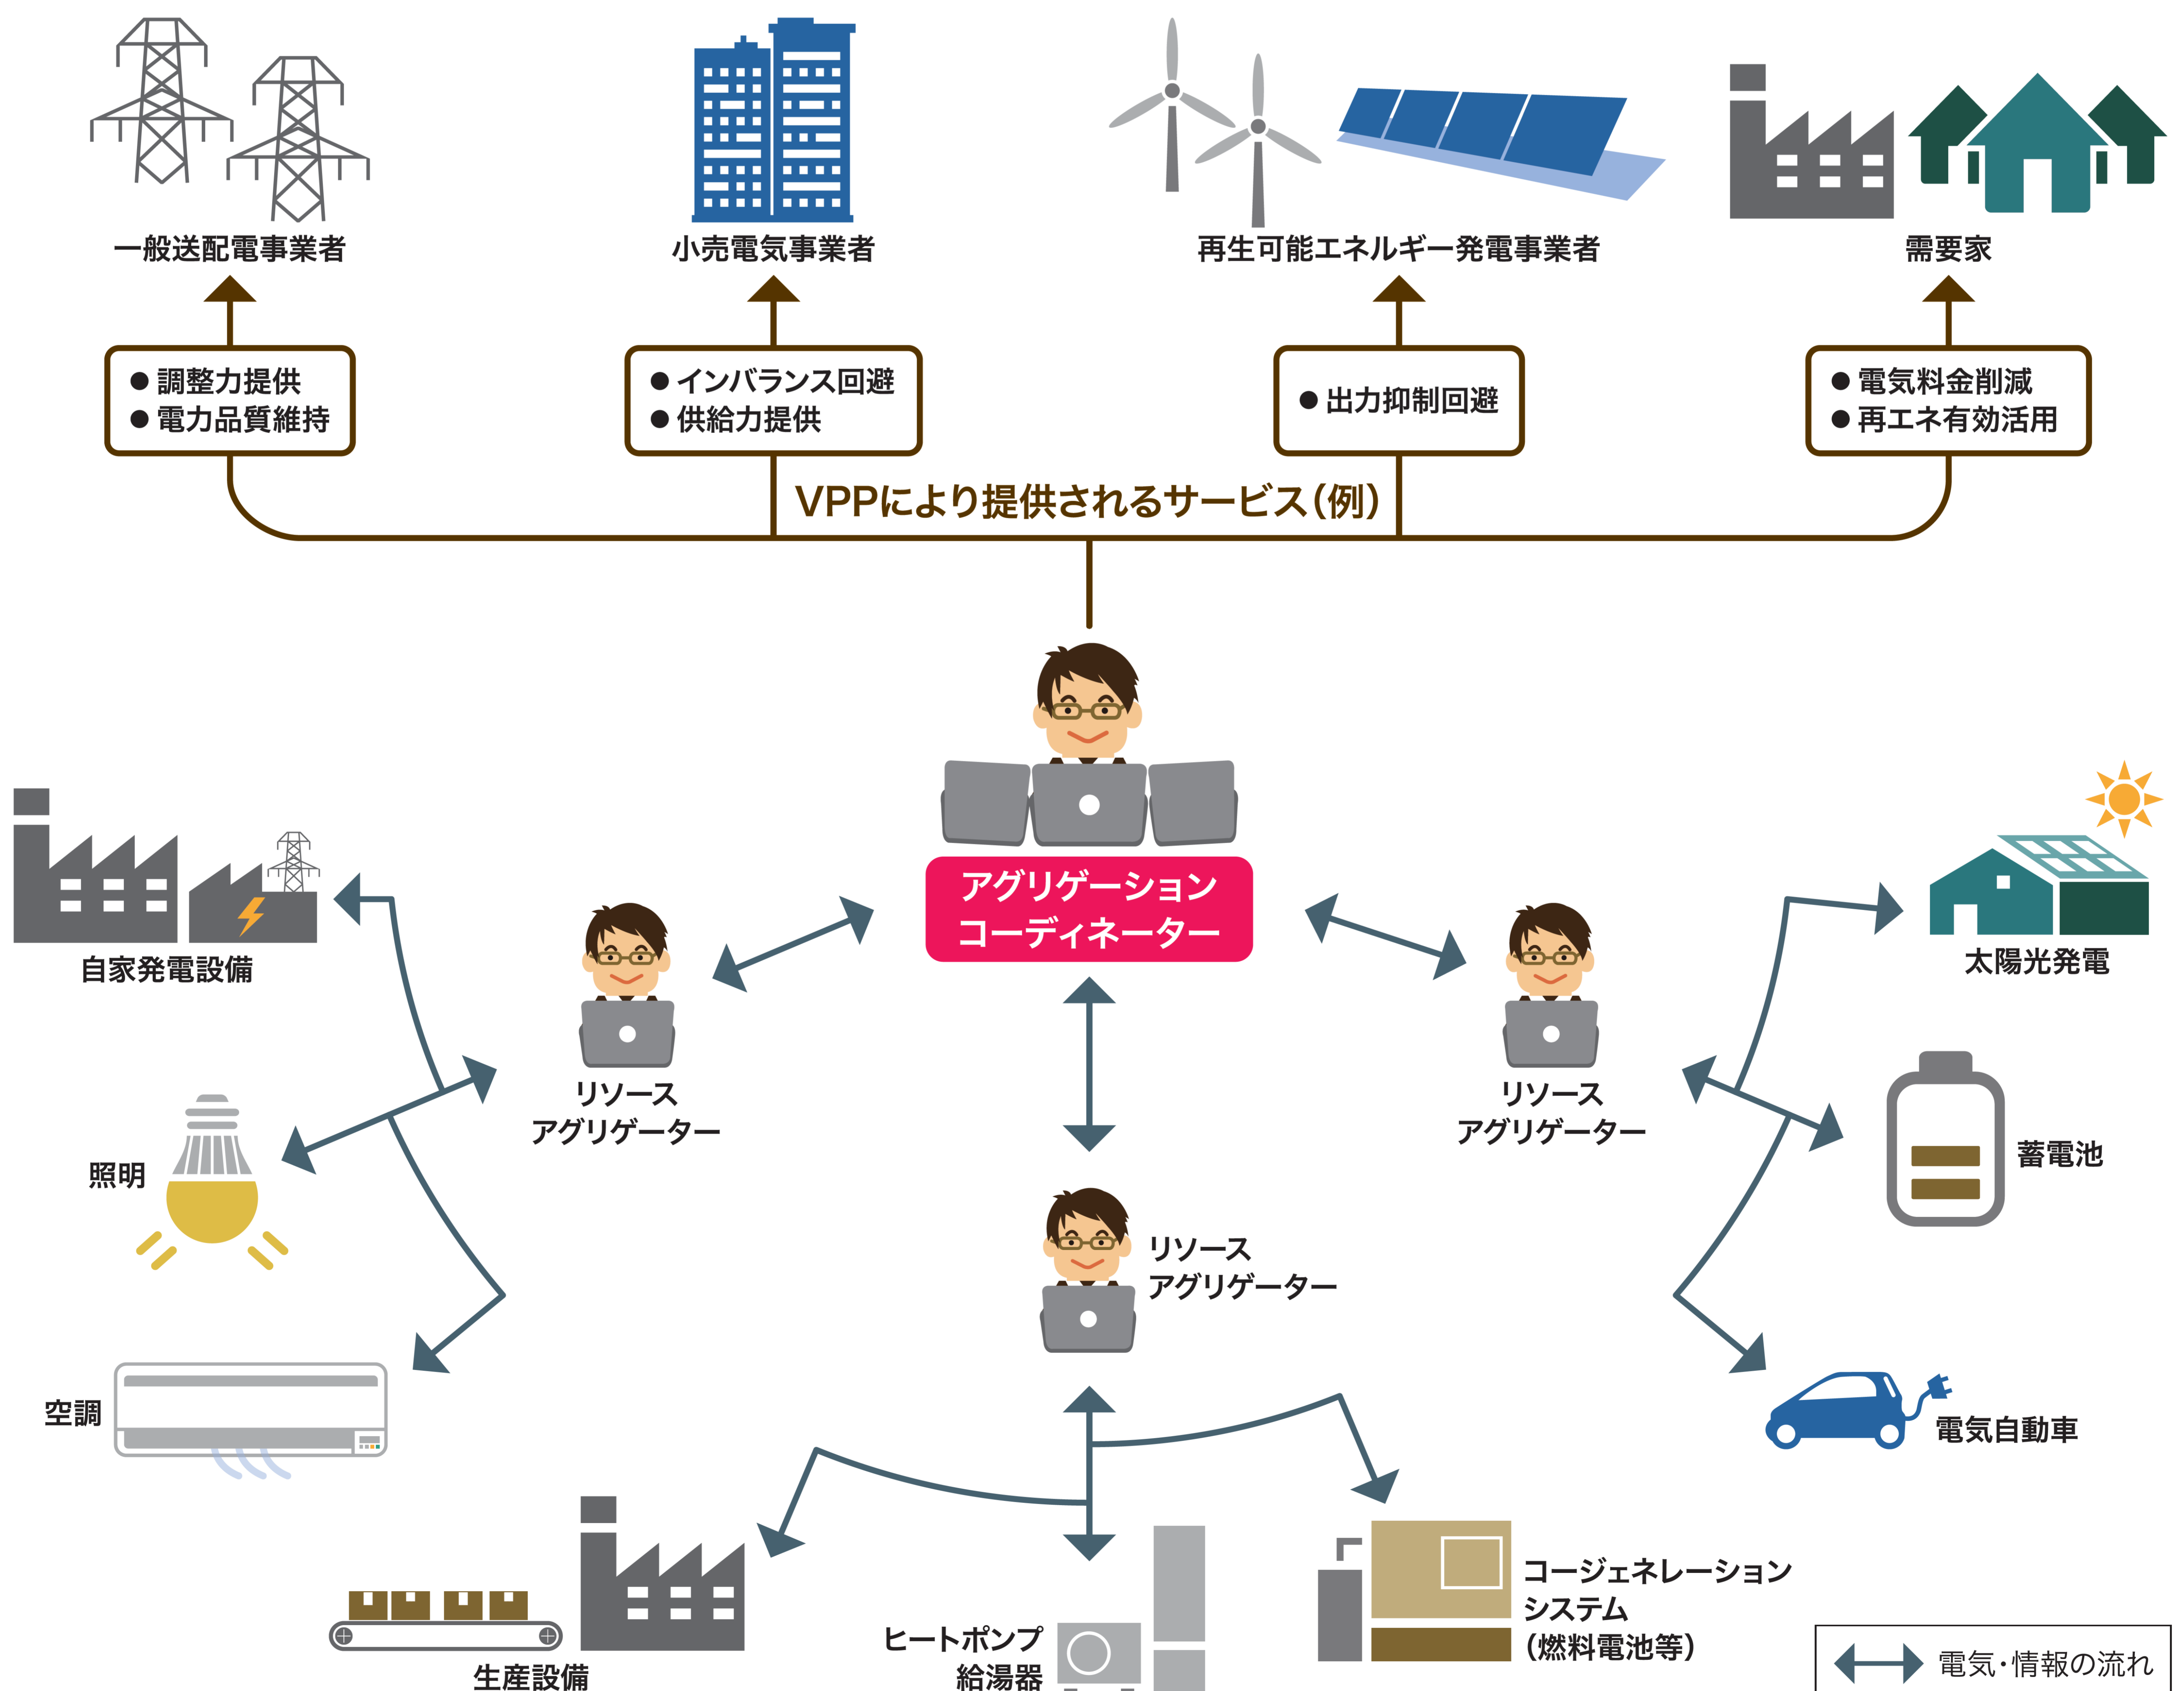 一般送配電事業者
小売電気事業者
再生可能エネルギー発電事業者
需要家
● 調整力提供
● 電力品質維持
● インバランス回避
● 供給力提供
● 出力抑制回避
● 電気料金削減
● 再エネ有効活用
VPPにより提供されるサービス(例)
アグリゲーション
コーディネーター
自家発電設備
リソース
アグリゲーター
リソース
アグリゲーター
太陽光発電
照明
蓄電池
リソース
アグリゲーター
空調
電気自動車
生産設備
ヒートポンプ
給湯器
コージェネレーション
システム
(燃料電池等)
電気・情報の流れ